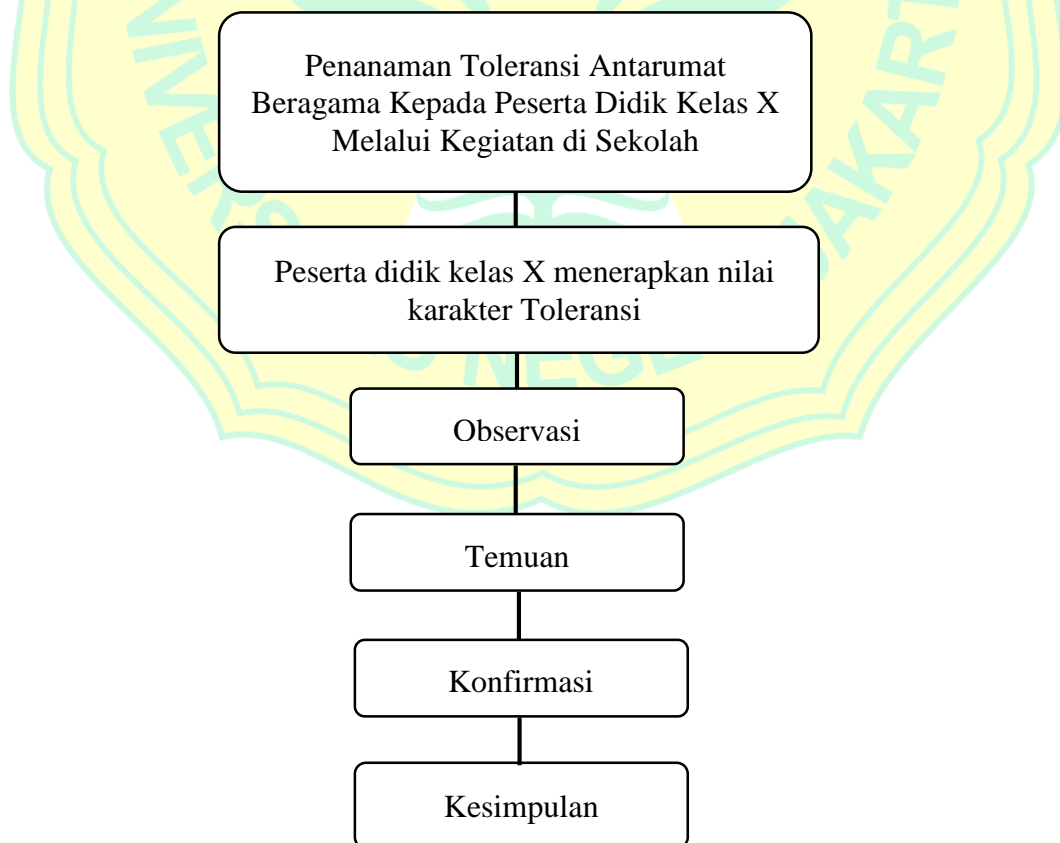 Penanaman Toleransi Antarumat
Beragama Kepada Peserta Didik Kelas X
Melalui Kegiatan di Sekolah
Peserta didik kelas X menerapkan nilai
karakter Toleransi
Observasi
Temuan
Konfirmasi
Kesimpulan